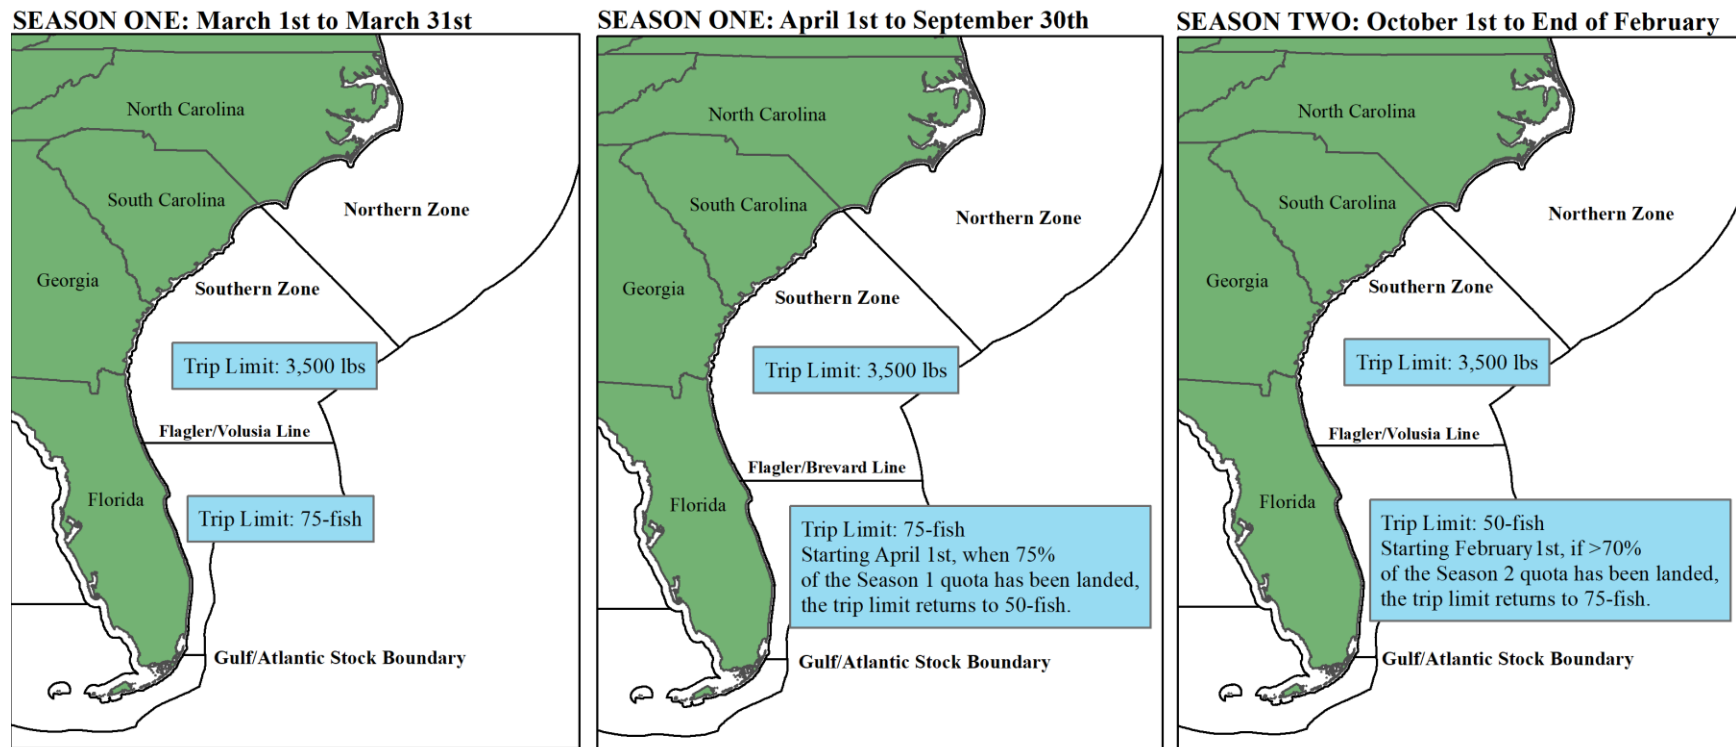 SEASON ONE: March 1st to March 31st
North Carolina
South Carolina
Northern Zone
Georgia
Southern Zone
Trip Limit: 3,500 lbs
Flagler/Volusia Line
Florida
Trip Limit: 75-fish
Gulf/Atlantic Stock Boundary
SEASON ONE: April 1st to September 30th
North Carolina
South Carolina
Northern Zone
Georgia
Southern Zone
Trip Limit: 3,500 lbs
Flagler/Brevard Line
Florida
Trip Limit: 75-fish
Starting April 1st, when 75%
of the Season 1 quota has been landed,
the trip limit returns to 50-fish.
Gulf/Atlantic Stock Boundary
SEASON TWO: October 1st to End of February
North Carolina
South Carolina
Northern Zone
Georgia
Southern Zone
Trip Limit: 3,500 lbs
Flagler/Volusia Line
Florida
Trip Limit: 50-fish
Starting February 1st, if >70%
of the Season 2 quota has been landed,
the trip limit returns to 75-fish.
Gulf/Atlantic Stock Boundary